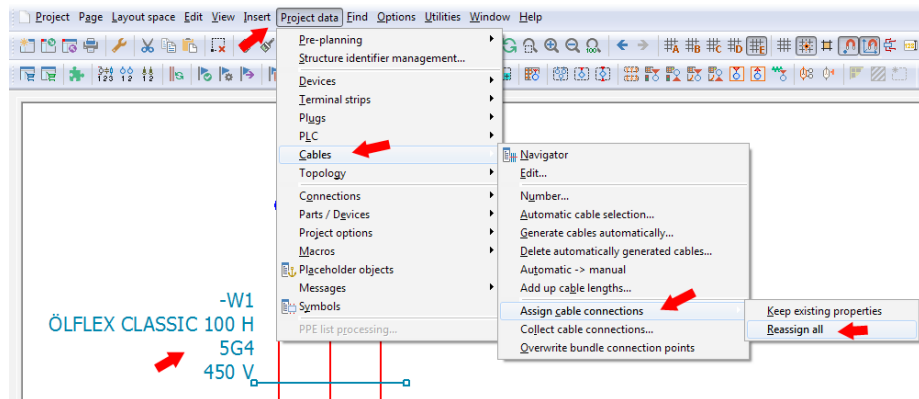 Project Page Layout space Edit View Insert Project data Find Options Utilities Window Help
Pre-planning
Structure identifier management...
Devices
Terminal strips
Plugs
PLC
Cables
Topology
Connections
Parts / Devices
Project options
Macros
Placeholder objects
Messages
Symbols
PPE list processing...
Navigator
Edit...
Number...
Automatic cable selection...
Generate cables automatically...
Delete automatically generated cables...
Automatic -> manual
Add up cable lengths...
Assign cable connections
Collect cable connections...
Overwrite bundle connection points
Keep existing properties
Reassign all
-W1
ÖLFLEX CLASSIC 100 H
5G4
450 V